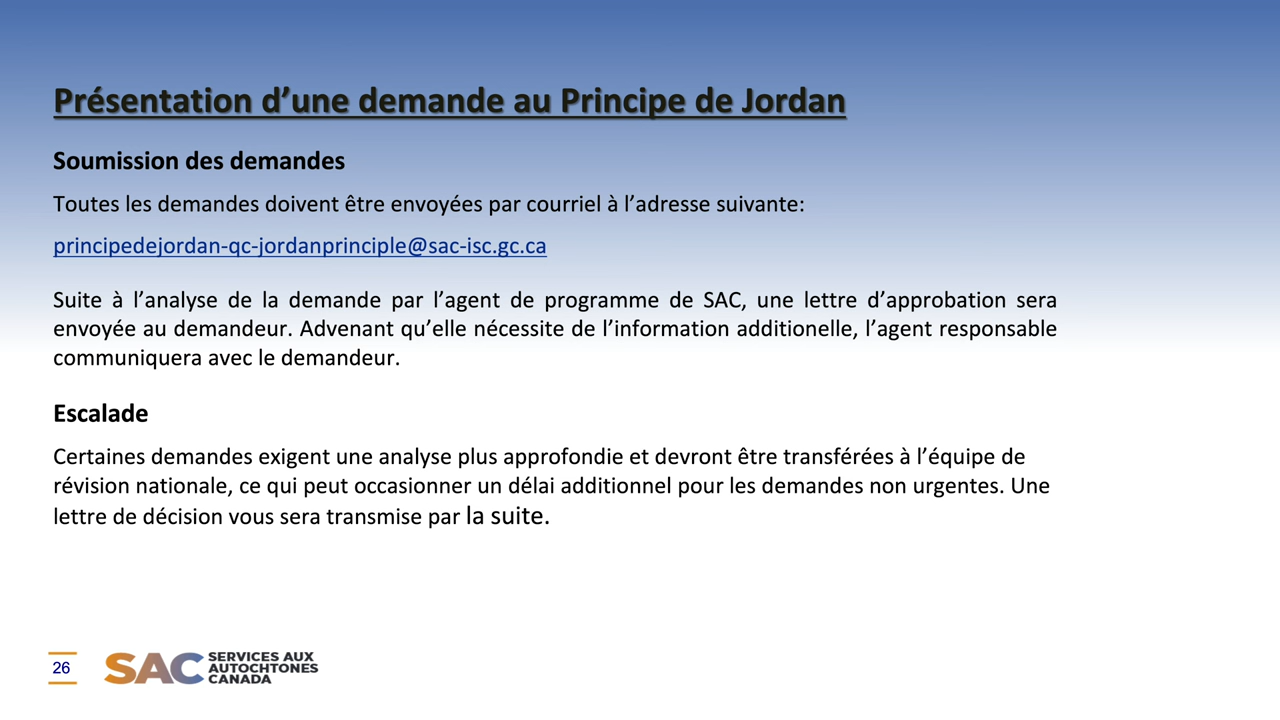 Présentation d’une demande au Principe de Jordan
Soumission des demandes
Toutes les demandes doivent être envoyées par courriel à l’adresse suivante:
principedejordan-qc-jordanprinciple@sac-isc.gc.ca
Suite à l’analyse de la demande par l’agent de programme de SAC, une lettre d’approbation sera
envoyée au demandeur. Advenant qu’elle nécessite de l’information additionelle, l’agent responsable
communiquera avec le demandeur.
Escalade
Certaines demandes exigent une analyse plus approfondie et devront être transférées à l’équipe de
révision nationale, ce qui peut occasionner un délai additionnel pour les demandes non urgentes. Une
lettre de décision vous sera transmise par la suite.
26
SAC
SERVICES AUX
AUTOCHTONES
CANADA